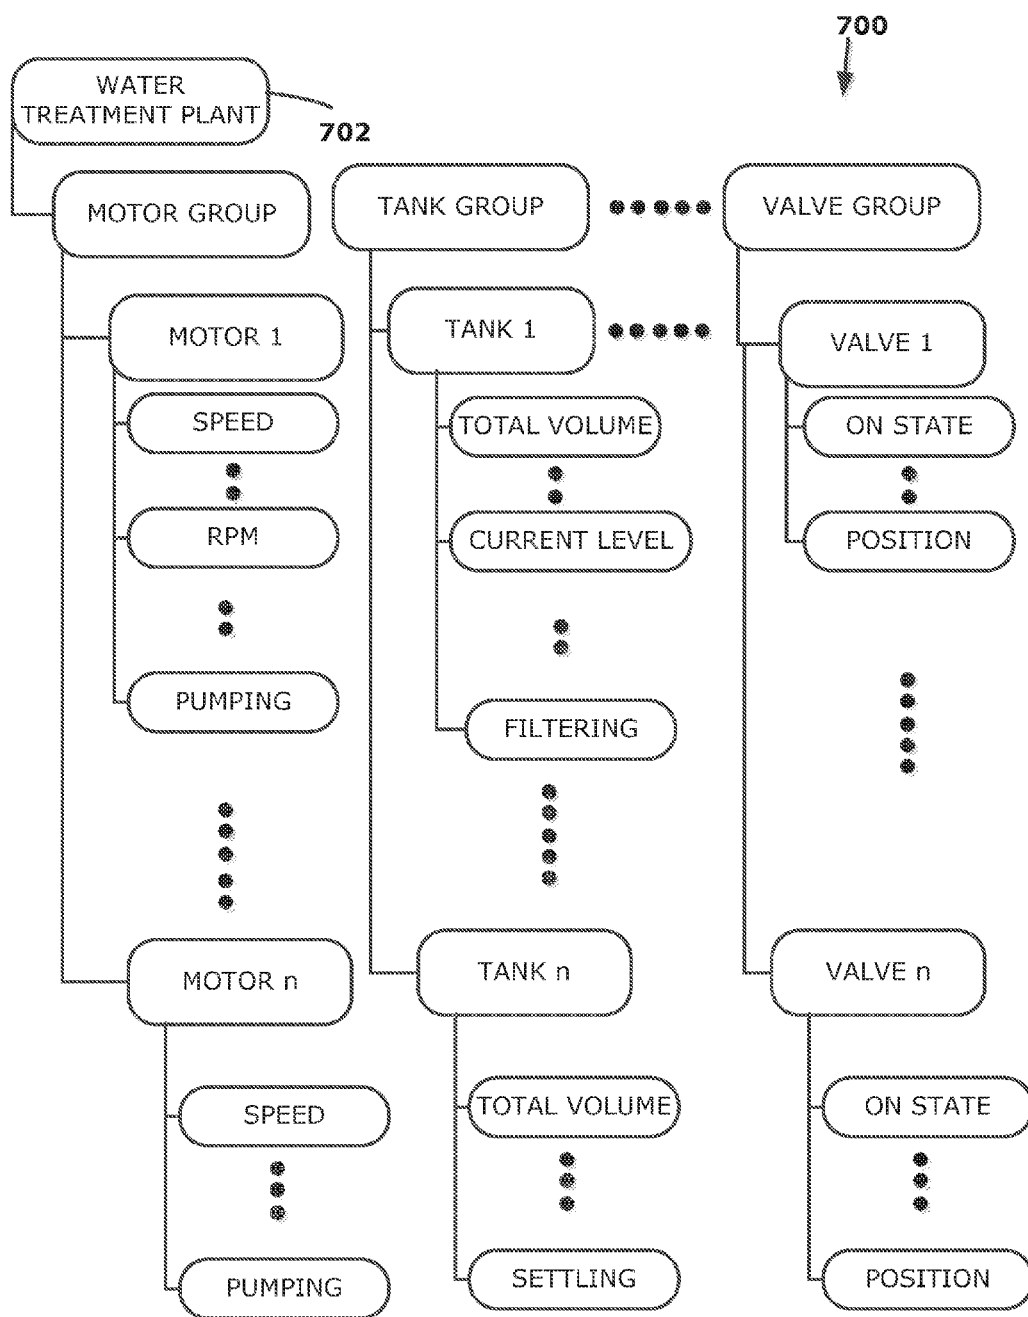 700
WATER
TREATMENT PLANT
702
MOTOR GROUP
TANK GROUP
VALVE GROUP
MOTOR 1
TANK 1
VALVE 1
SPEED
TOTAL VOLUME
ON STATE
RPM
CURRENT LEVEL
POSITION
PUMPING
FILTERING
MOTOR n
TANK n
VALVE n
SPEED
TOTAL VOLUME
ON STATE
PUMPING
SETTLING
POSITION